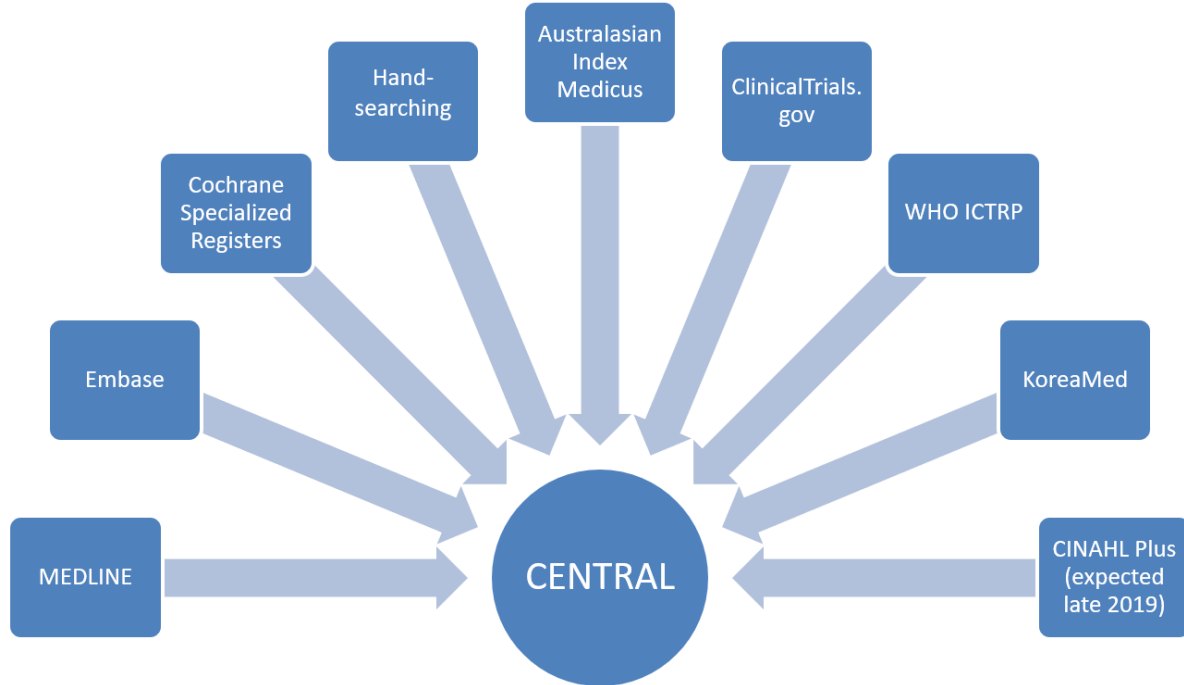 Australasian
Index
Medicus
Hand-
searching
ClinicalTrials.
gov
Cochrane
Specialized
Registers
WHO ICTRP
Embase
KoreaMed
MEDLINE
CENTRAL
CINAHL Plus
(expected
late 2019)